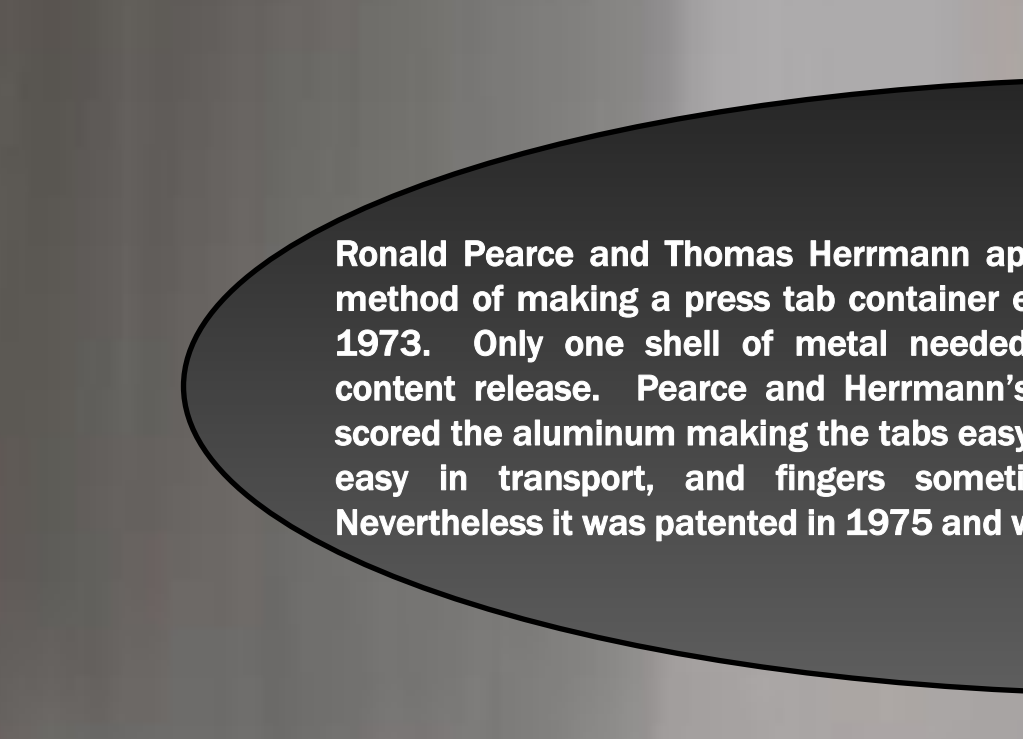 Ronald Pearce and Thomas Herrmann ap
method of making a press tab container e
1973.  Only one shell of metal needed
content release.  Pearce and Herrmann’s
scored the aluminum making the tabs easy
easy in transport, and fingers someti
Nevertheless it was patented in 1975 and w